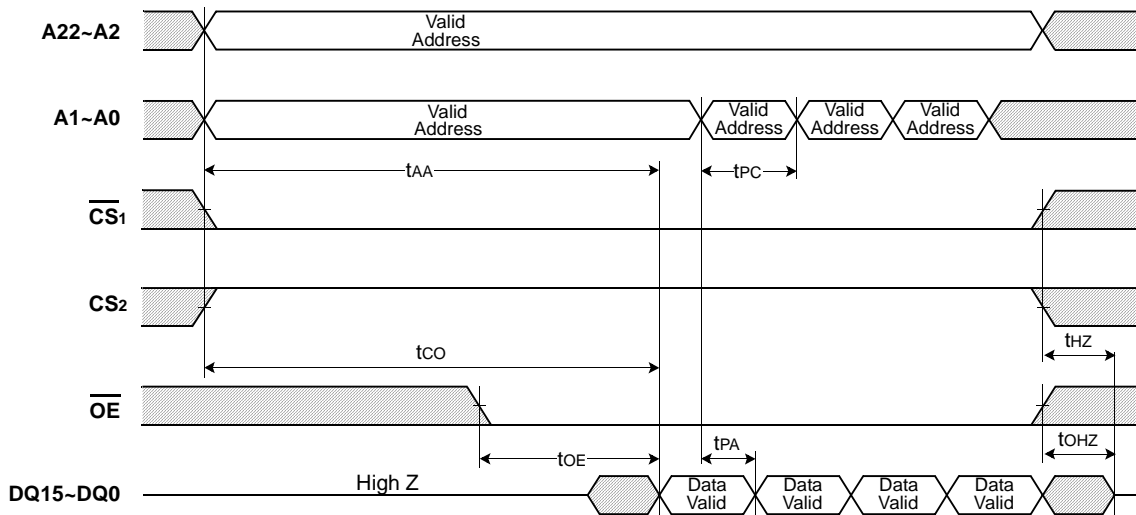 A22~A2
Valid
Address
A1~A0
Valid
Address
Valid
Address
Valid
Address
Valid
Address
tAA
tPC
CS1
CS2
tCO
tHZ
OE
tOE
tPA
tOHZ
DQ15~DQ0
High Z
Data
Valid
Data
Valid
Data
Valid
Data
Valid